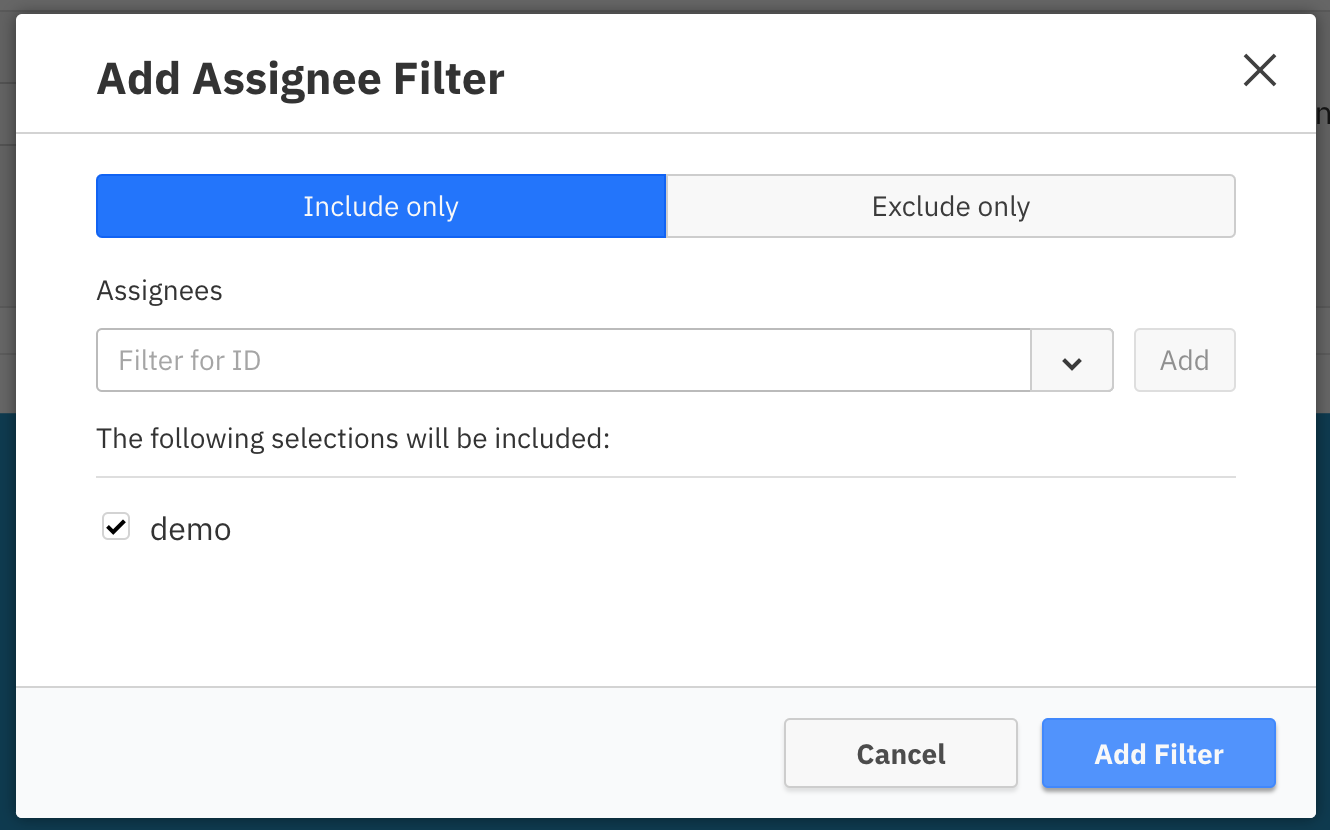 Add Assignee Filter
n
Include only
Exclude only
Assignees
Filter for ID
Add
The following selections will be included:
demo
Cancel
Add Filter